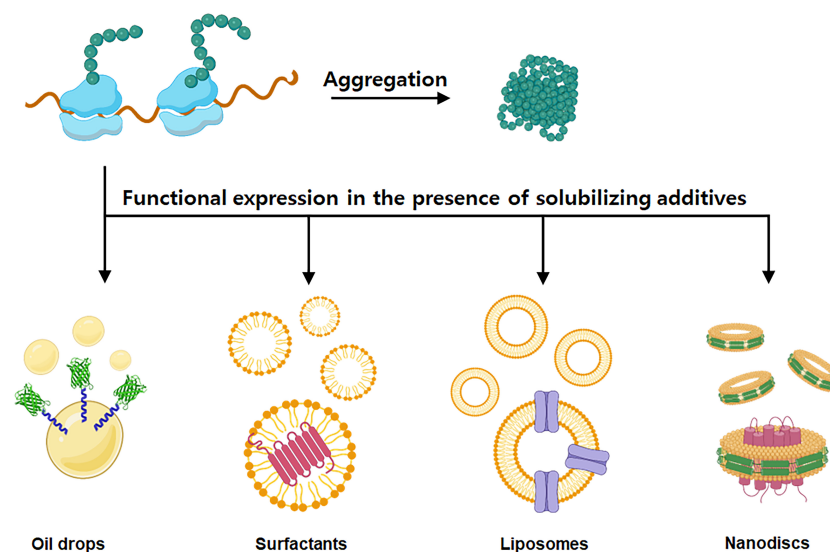 Aggregation
Functional expression in the presence of solubilizing additives
Oil drops
Surfactants
Liposomes
Nanodiscs